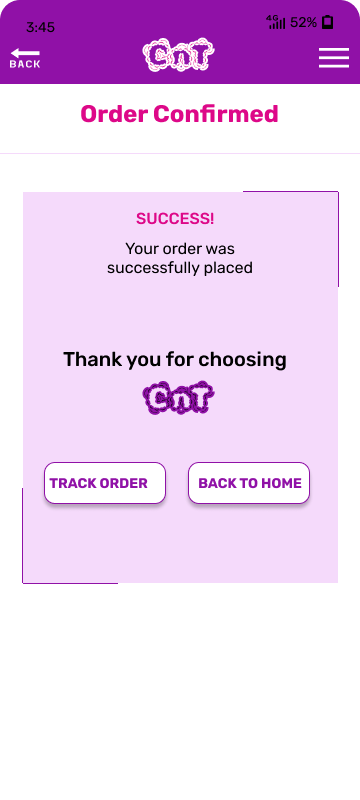 3:45
4G 52%
BACK
CnT
Order Confirmed
SUCCESS!
Your order was
successfully placed
Thank you for choosing
CnT
TRACK ORDER
BACK TO HOME